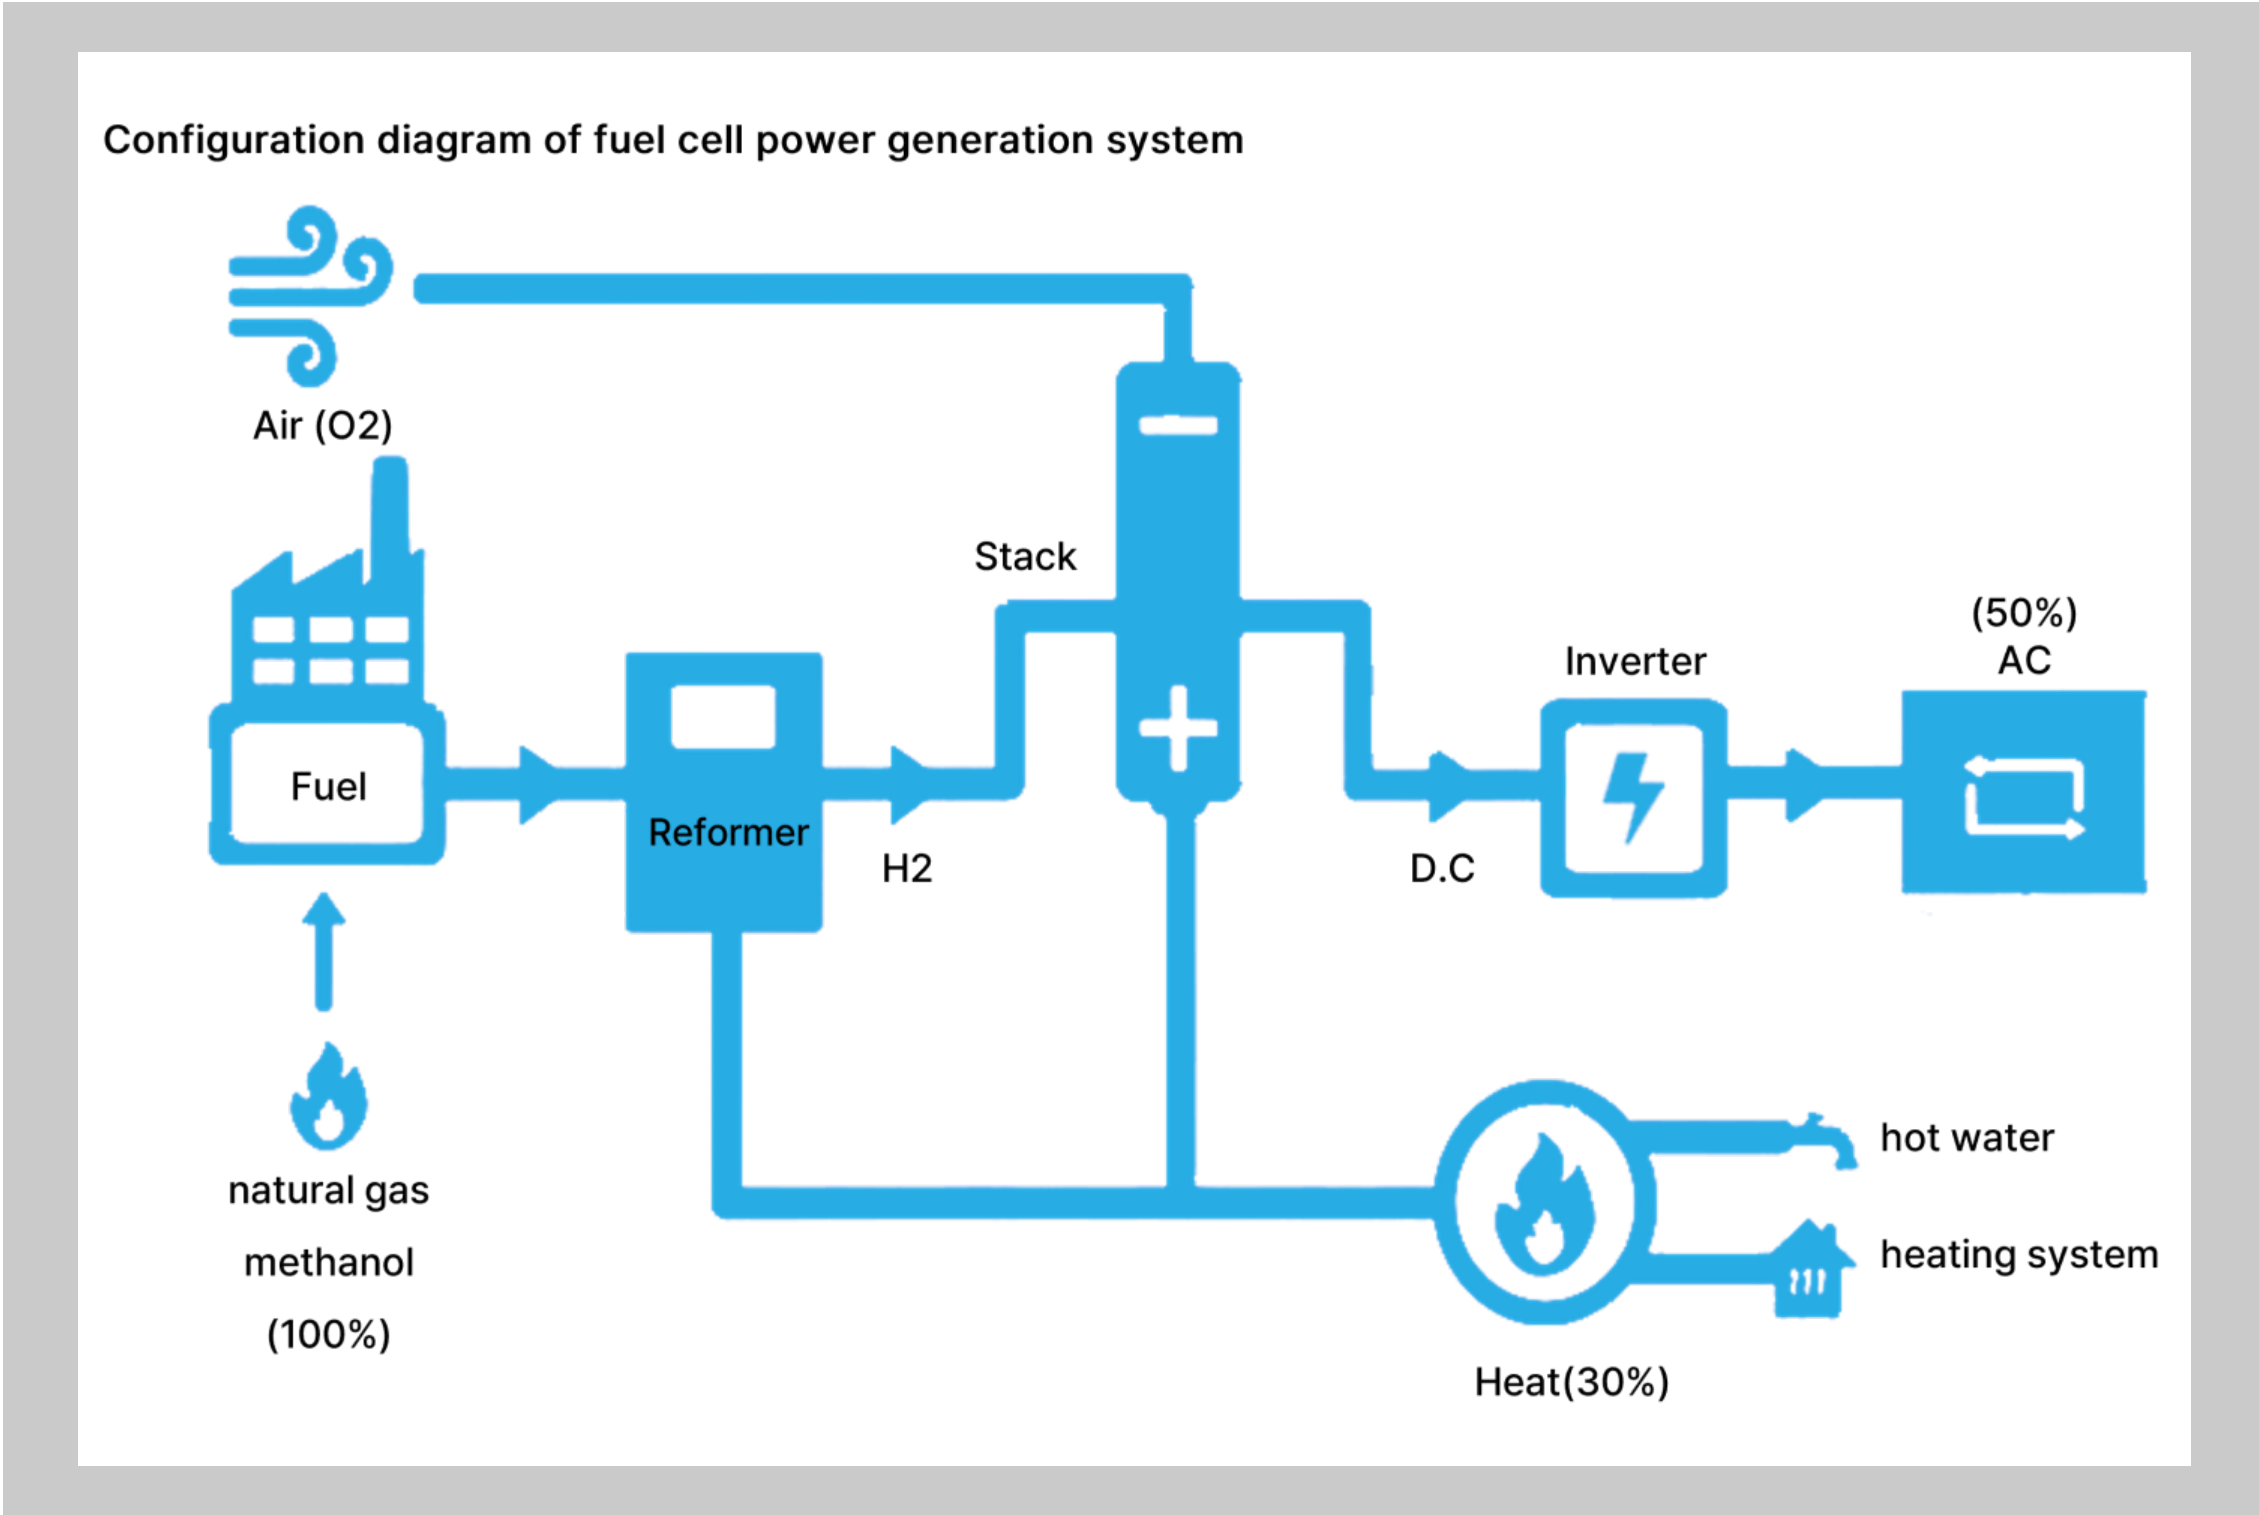 Configuration diagram of fuel cell power generation system
Air (O2)
Stack
(50%)
AC
Inverter
Fuel
Reformer
H2
D.C
natural gas
methanol
(100%)
hot water
heating system
Heat(30%)